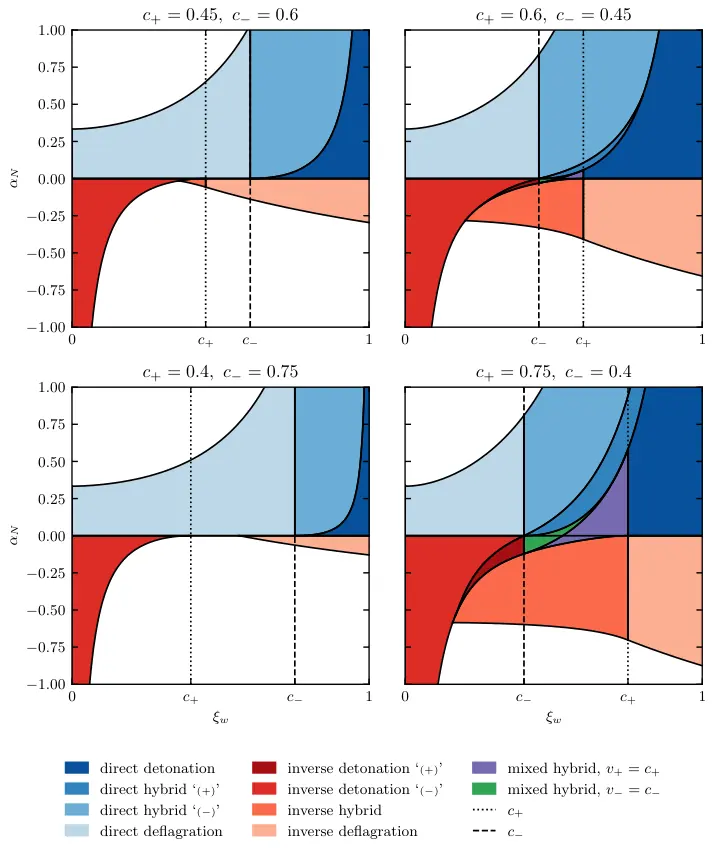 c₊ = 0.45, c₋ = 0.6
c₊ = 0.6, c₋ = 0.45
1.00
0.75
0.50
0.25
0.00
−0.25
−0.50
−0.75
−1.00
α_N
0 c₊ c₋ 1
0 c₋ c₊ 1
c₊ = 0.4, c₋ = 0.75
c₊ = 0.75, c₋ = 0.4
1.00
0.75
0.50
0.25
0.00
−0.25
−0.50
−0.75
−1.00
α_N
0 c₊ c₋ 1
0 c₋ c₊ 1
ξ_w
ξ_w
direct detonation
direct hybrid ‘(+)’
direct hybrid ‘(−)’
direct deflagration
inverse detonation ‘(+)’
inverse detonation ‘(−)’
inverse hybrid
inverse deflagration
mixed hybrid, v₊ = c₊
mixed hybrid, v₋ = c₋
c₊
c₋